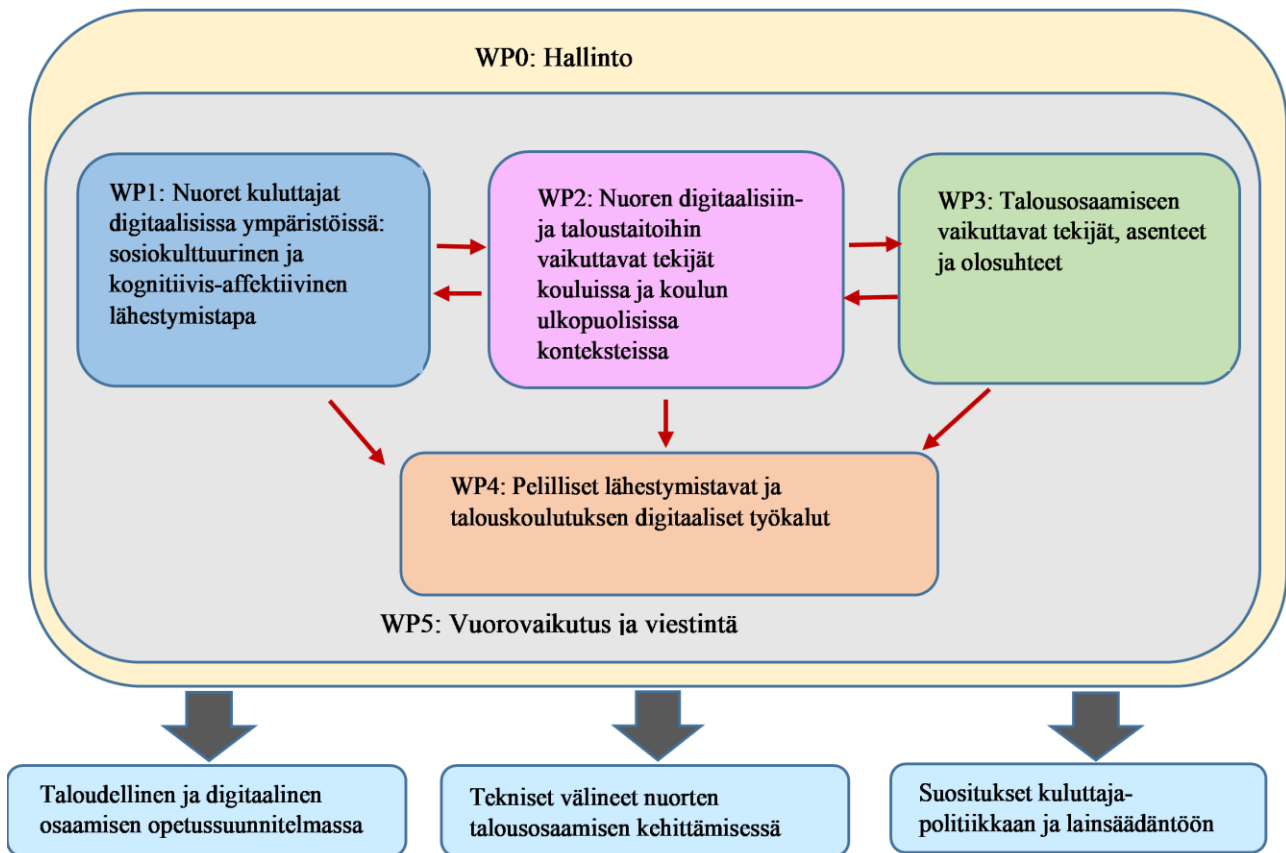 WP0: Hallinto
WP1: Nuoret kuluttajat
digitaalisissa ympäristöissä:
sosiokulttuurinen ja
kognitiivis-affektiivinen
lähestymistapa
WP2: Nuoren digitaalisiin-
ja taloustaitoihin
vaikuttavat tekijät
kouluissa ja koulun
ulkopuolisissa
konteksteissa
WP3: Talousosaamiseen
vaikuttavat tekijät, asenteet
ja olosuhteet
WP4: Pelilliset lähestymistavat ja
talouskoulutuksen digitaaliset työkalut
WP5: Vuorovaikutus ja viestintä
Taloudellinen ja digitaalinen
osaamisen opetussuunnitelmassa
Tekniset välineet nuorten
talousosaamisen kehittämisessä
Suositukset kuluttaja-
politiikkaan ja lainsäädäntöön